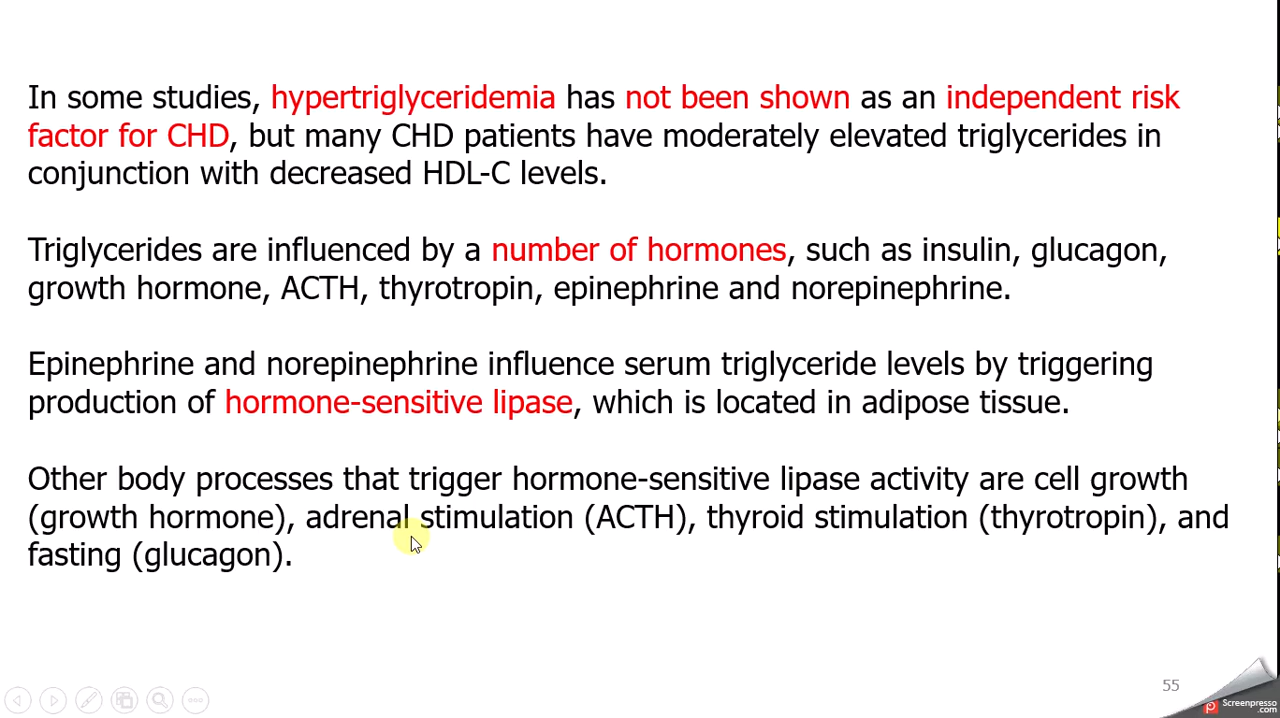 In some studies, hypertriglyceridemia has not been shown as an independent risk
factor for CHD, but many CHD patients have moderately elevated triglycerides in
conjunction with decreased HDL-C levels.
Triglycerides are influenced by a number of hormones, such as insulin, glucagon,
growth hormone, ACTH, thyrotropin, epinephrine and norepinephrine.
Epinephrine and norepinephrine influence serum triglyceride levels by triggering
production of hormone-sensitive lipase, which is located in adipose tissue.
Other body processes that trigger hormone-sensitive lipase activity are cell growth
(growth hormone), adrenal stimulation (ACTH), thyroid stimulation (thyrotropin), and
fasting (glucagon).
55
Screenpresso
.com